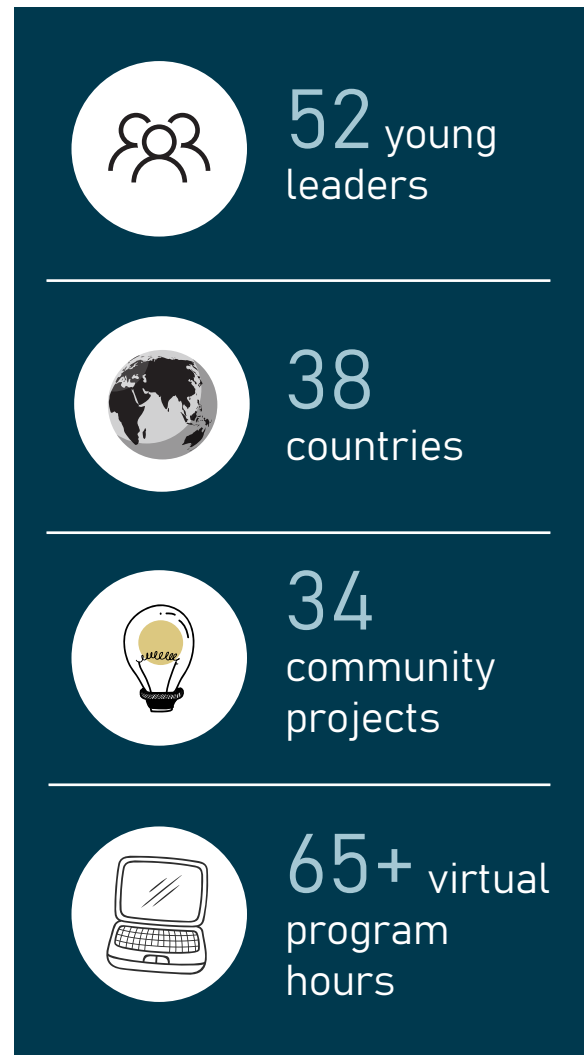 52 young
leaders
38
countries
34
community
projects
65+ virtual
program
hours